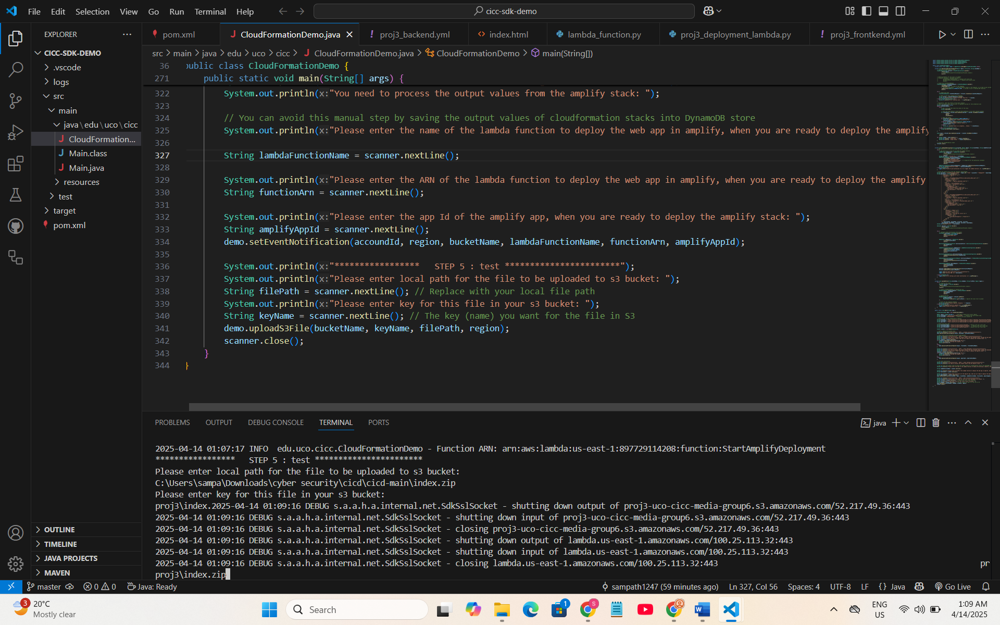 File Edit Selection View Go Run Terminal Help
cicc-sdk-demo
EXPLORER
CICC-SDK-DEMO
.vscode
logs
src
main
java\edu\uco\cicc
CloudFormation...
Main.class
Main.java
resources
test
target
pom.xml
OUTLINE
TIMELINE
JAVA PROJECTS
MAVEN
pom.xml CloudFormationDemo.java proj3_backend.yml index.html lambda_function.py proj3_deployment_lambda.py proj3_frontkend.yml
src > main > java > edu > uco > cicc > CloudFormationDemo.java > CloudFormationDemo > main(String[])
36 public class CloudFormationDemo {
271 public static void main(String[] args) {
322 System.out.println(x:"You need to process the output values from the amplify stack: ");
323
324 // You can avoid this manual step by saving the output values of cloudformation stacks into DynamoDB store
325 System.out.println(x:"Please enter the name of the lambda function to deploy the web app in amplify, when you are ready to deploy the amplify
326
327 String lambdaFunctionName = scanner.nextLine();
328
329 System.out.println(x:"Please enter the ARN of the lambda function to deploy the web app in amplify, when you are ready to deploy the amplify
330 String functionArn = scanner.nextLine();
331
332 System.out.println(x:"Please enter the app Id of the amplify app, when you are ready to deploy the amplify stack: ");
333 String amplifyAppId = scanner.nextLine();
334 demo.setEventNotification(accoundId, region, bucketName, lambdaFunctionName, functionArn, amplifyAppId);
335
336 System.out.println(x:"*****************   STEP 5 : test ***********************");
337 System.out.println(x:"Please enter local path for the file to be uploaded to s3 bucket: ");
338 String filePath = scanner.nextLine(); // Replace with your local file path
339 System.out.println(x:"Please enter key for this file in your s3 bucket: ");
340 String keyName = scanner.nextLine(); // The key (name) you want for the file in S3
341 demo.uploadS3File(bucketName, keyName, filePath, region);
342 scanner.close();
343 }
344 }
PROBLEMS OUTPUT DEBUG CONSOLE TERMINAL PORTS
java
2025-04-14 01:07:17 INFO  edu.uco.cicc.CloudFormationDemo - Function ARN: arn:aws:lambda:us-east-1:897729114208:function:StartAmplifyDeployment
*****************   STEP 5 : test ***********************
Please enter local path for the file to be uploaded to s3 bucket:
C:\Users\sampa\Downloads\cyber security\cicd\cicd-main\index.zip
Please enter key for this file in your s3 bucket:
proj3\index.2025-04-14 01:09:16 DEBUG s.a.a.h.a.internal.net.SdkSslSocket - shutting down output of proj3-uco-cicc-media-group6.s3.amazonaws.com/52.217.49.36:443
2025-04-14 01:09:16 DEBUG s.a.a.h.a.internal.net.SdkSslSocket - shutting down input of proj3-uco-cicc-media-group6.s3.amazonaws.com/52.217.49.36:443
2025-04-14 01:09:16 DEBUG s.a.a.h.a.internal.net.SdkSslSocket - closing proj3-uco-cicc-media-group6.s3.amazonaws.com/52.217.49.36:443
2025-04-14 01:09:16 DEBUG s.a.a.h.a.internal.net.SdkSslSocket - shutting down output of lambda.us-east-1.amazonaws.com/100.25.113.32:443
2025-04-14 01:09:16 DEBUG s.a.a.h.a.internal.net.SdkSslSocket - shutting down input of lambda.us-east-1.amazonaws.com/100.25.113.32:443
2025-04-14 01:09:16 DEBUG s.a.a.h.a.internal.net.SdkSslSocket - closing lambda.us-east-1.amazonaws.com/100.25.113.32:443 pr
proj3\index.zip
master 0 0 Java: Ready sampath1247 (59 minutes ago) Ln 327, Col 56 Spaces: 4 UTF-8 LF {} Java Go Live
3
20°C
Mostly clear
Search
1
S
ENG
US
1:09 AM
4/14/2025